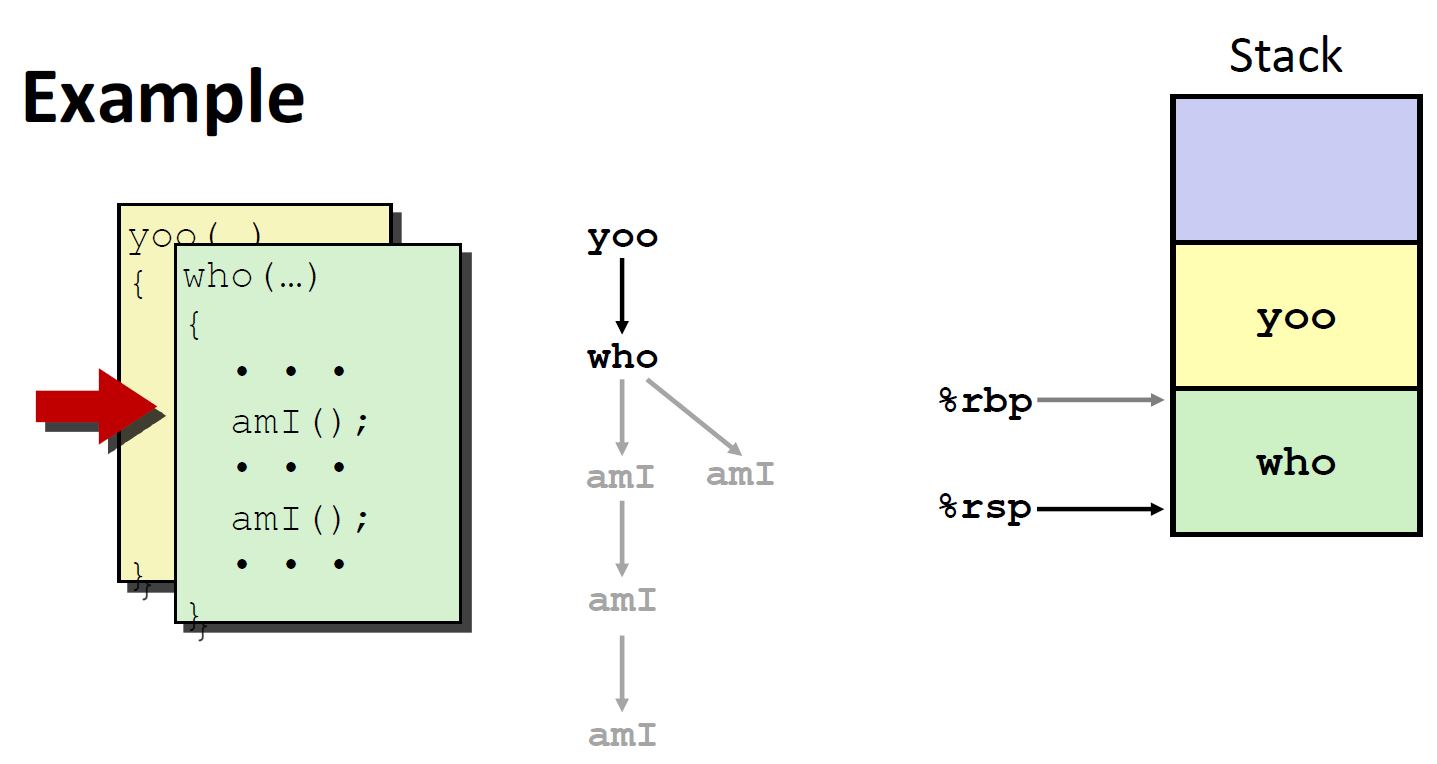 Example
Stack
yoo(…)
{
who(…)
{
• • •
amI();
• • •
amI();
• • •
}
}
yoo
who
amI
amI
amI
amI
yoo
%rbp
who
%rsp